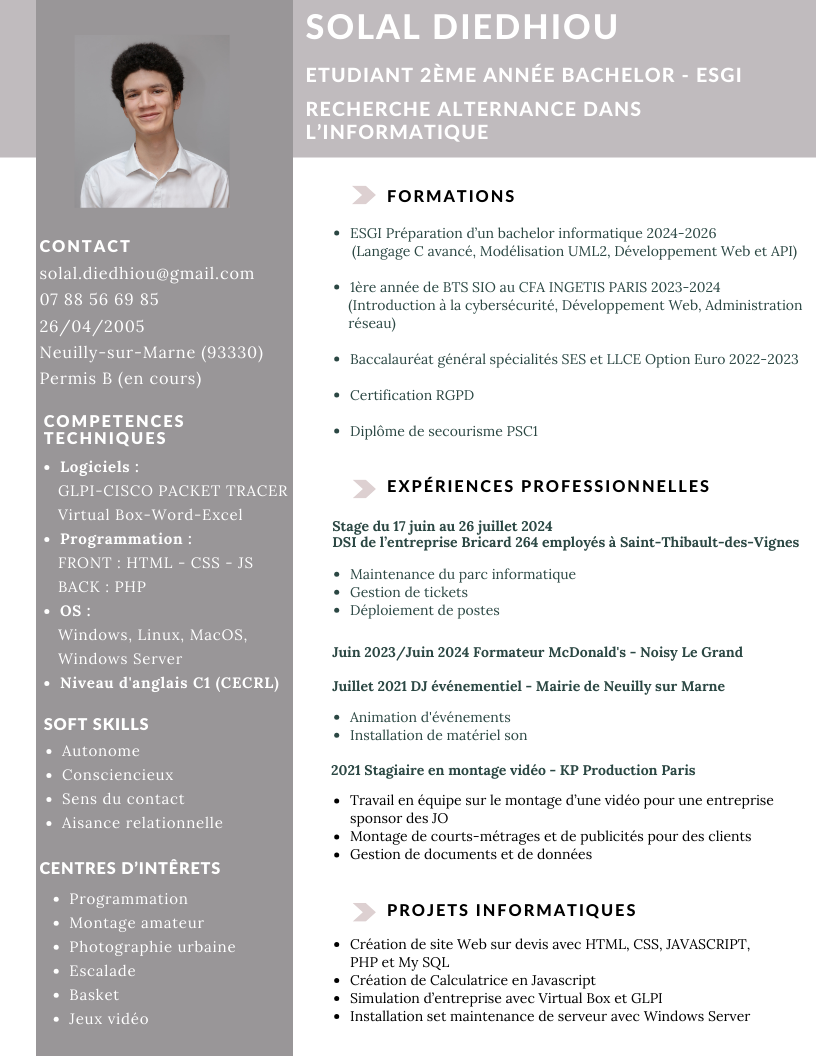 SOLAL DIEDHIOU
ETUDIANT 2ÈME ANNÉE BACHELOR - ESGI
RECHERCHE ALTERNANCE DANS
L’INFORMATIQUE
CONTACT
solal.diedhiou@gmail.com
07 88 56 69 85
26/04/2005
Neuilly-sur-Marne (93330)
Permis B (en cours)
COMPETENCES
TECHNIQUES
• Logiciels :
GLPI-CISCO PACKET TRACER
Virtual Box-Word-Excel
• Programmation :
FRONT : HTML - CSS - JS
BACK : PHP
• OS :
Windows, Linux, MacOS,
Windows Server
• Niveau d'anglais C1 (CECRL)
SOFT SKILLS
• Autonome
• Consciencieux
• Sens du contact
• Aisance relationnelle
CENTRES D’INTÊRETS
• Programmation
• Montage amateur
• Photographie urbaine
• Escalade
• Basket
• Jeux vidéo
FORMATIONS
• ESGI Préparation d’un bachelor informatique 2024-2026
(Langage C avancé, Modélisation UML2, Développement Web et API)
• 1ère année de BTS SIO au CFA INGETIS PARIS 2023-2024
(Introduction à la cybersécurité, Développement Web, Administration
réseau)
• Baccalauréat général spécialités SES et LLCE Option Euro 2022-2023
• Certification RGPD
• Diplôme de secourisme PSC1
EXPÉRIENCES PROFESSIONNELLES
Stage du 17 juin au 26 juillet 2024
DSI de l’entreprise Bricard 264 employés à Saint-Thibault-des-Vignes
• Maintenance du parc informatique
• Gestion de tickets
• Déploiement de postes
Juin 2023/Juin 2024 Formateur McDonald's - Noisy Le Grand
Juillet 2021 DJ événementiel - Mairie de Neuilly sur Marne
• Animation d'événements
• Installation de matériel son
2021 Stagiaire en montage vidéo - KP Production Paris
• Travail en équipe sur le montage d’une vidéo pour une entreprise
sponsor des JO
• Montage de courts-métrages et de publicités pour des clients
• Gestion de documents et de données
PROJETS INFORMATIQUES
• Création de site Web sur devis avec HTML, CSS, JAVASCRIPT,
PHP et My SQL
• Création de Calculatrice en Javascript
• Simulation d’entreprise avec Virtual Box et GLPI
• Installation set maintenance de serveur avec Windows Server